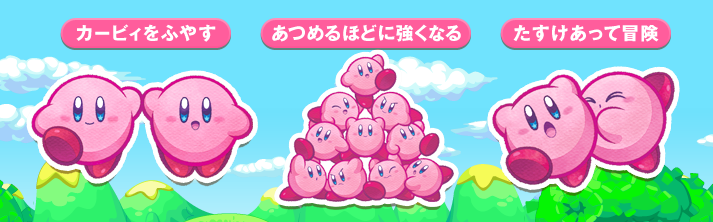 カービィをふやす
あつめるほどに強くなる
たすけあって冒険